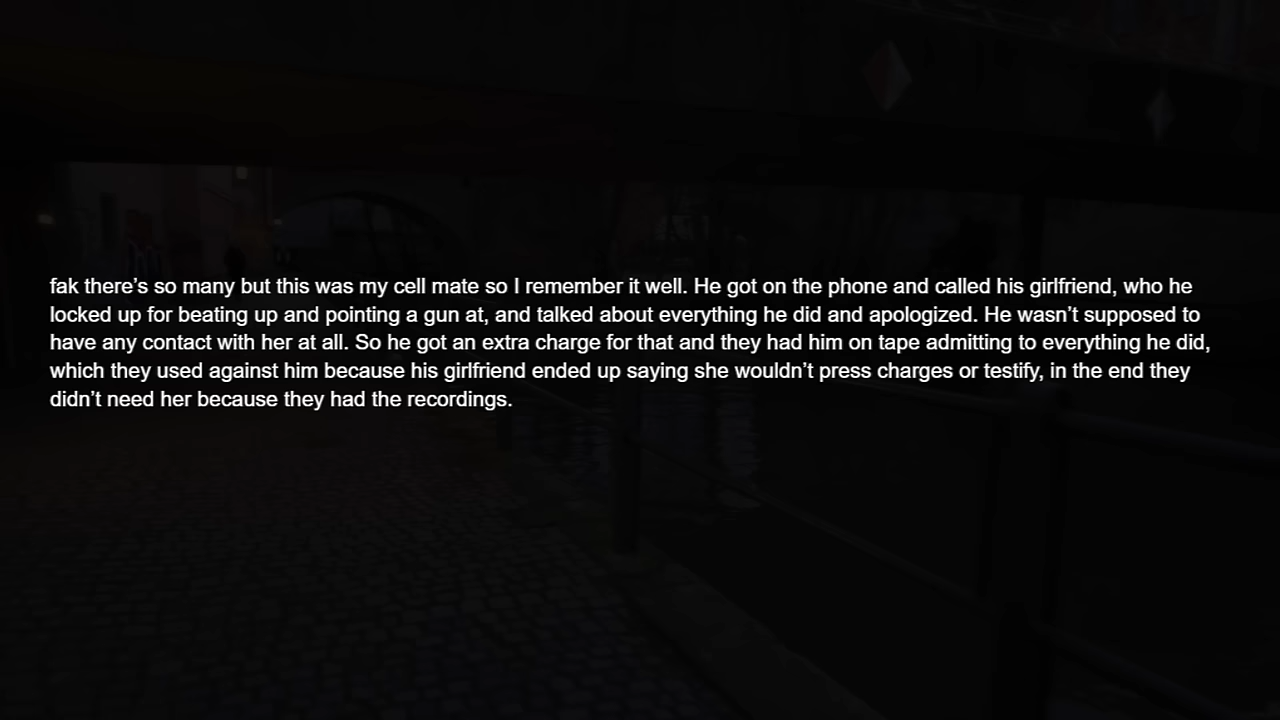 fak there’s so many but this was my cell mate so I remember it well. He got on the phone and called his girlfriend, who he
locked up for beating up and pointing a gun at, and talked about everything he did and apologized. He wasn’t supposed to
have any contact with her at all. So he got an extra charge for that and they had him on tape admitting to everything he did,
which they used against him because his girlfriend ended up saying she wouldn’t press charges or testify, in the end they
didn’t need her because they had the recordings.